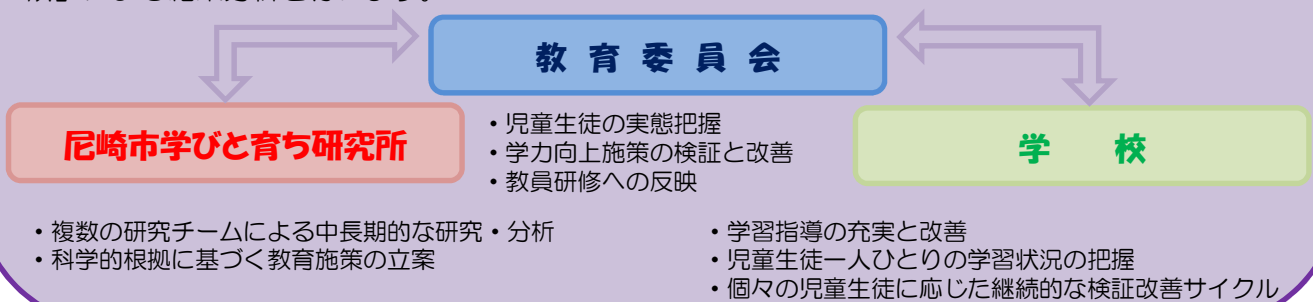 教育委員会
尼崎市学びと育ち研究所
・児童生徒の実態把握
・学力向上施策の検証と改善
・教員研修への反映
学校
・複数の研究チームによる中長期的な研究・分析
・科学的根拠に基づく教育施策の立案
・学習指導の充実と改善
・児童生徒一人ひとりの学習状況の把握
・個々の児童生徒に応じた継続的な検証改善サイクル